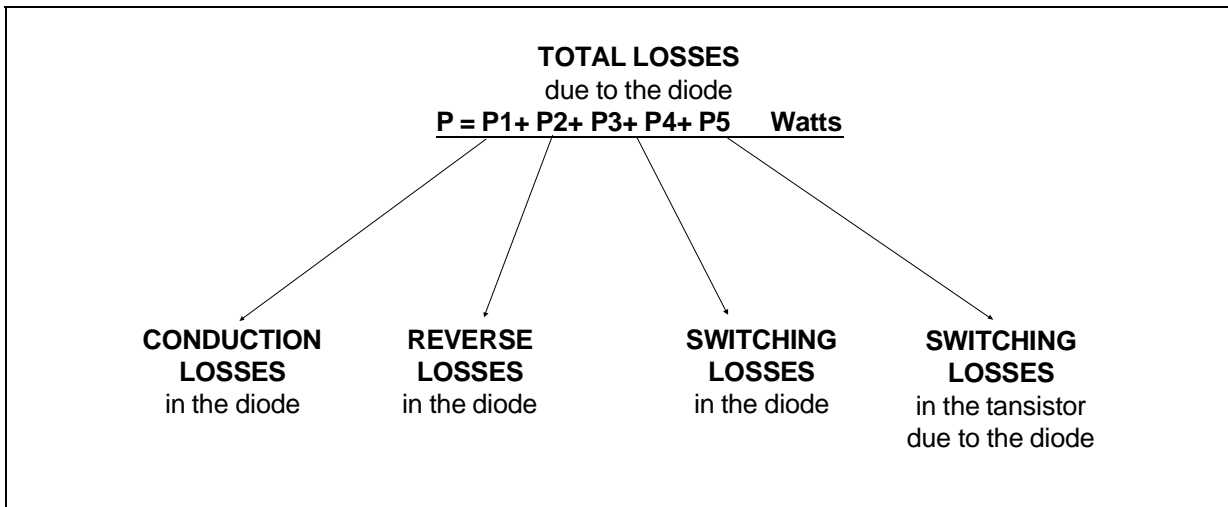 TOTAL LOSSES
due to the diode
P = P1+ P2+ P3+ P4+ P5 Watts
CONDUCTION
LOSSES
in the diode
REVERSE
LOSSES
in the diode
SWITCHING
LOSSES
in the diode
SWITCHING
LOSSES
in the tansistor
due to the diode